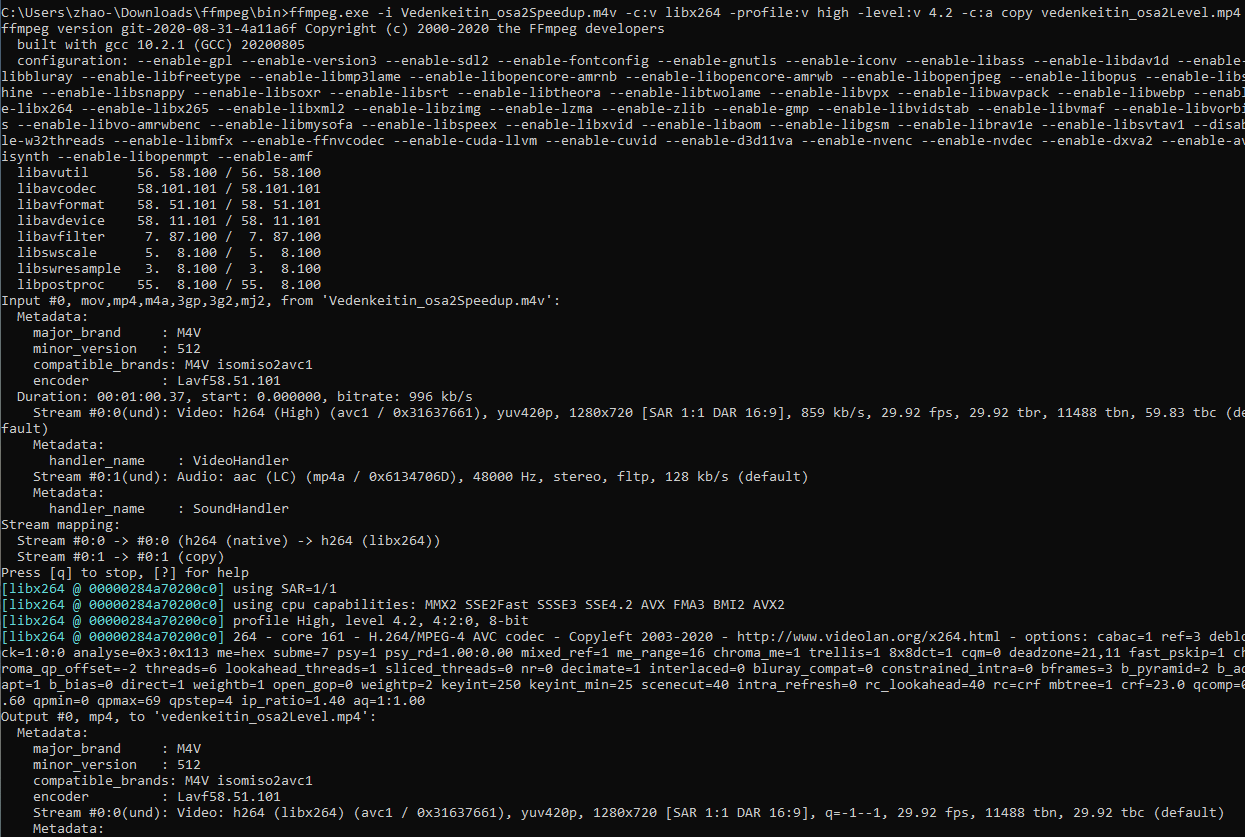 C:\Users\zhao-\Downloads\ffmpeg\bin>ffmpeg.exe -i Vedenkeitin_osa2Speedup.m4v -c:v libx264 -profile:v high -level:v 4.2 -c:a copy vedenkeitin_osa2Level.mp4
ffmpeg version git-2020-08-31-4a11a6f Copyright (c) 2000-2020 the FFmpeg developers
  built with gcc 10.2.1 (GCC) 20200805
  configuration: --enable-gpl --enable-version3 --enable-sdl2 --enable-fontconfig --enable-gnutls --enable-iconv --enable-libass --enable-libdav1d --enable-
libbluray --enable-libfreetype --enable-libmp3lame --enable-libopencore-amrnb --enable-libopencore-amrwb --enable-libopenjpeg --enable-libopus --enable-libs
hine --enable-libsnappy --enable-libsoxr --enable-libsrt --enable-libtheora --enable-libtwolame --enable-libvpx --enable-libwavpack --enable-libwebp --enabl
e-libx264 --enable-libx265 --enable-libxml2 --enable-libzimg --enable-lzma --enable-zlib --enable-gmp --enable-libvidstab --enable-libvmaf --enable-libvorbi
s --enable-libvo-amrwbenc --enable-libmysofa --enable-libspeex --enable-libxvid --enable-libaom --enable-libgsm --enable-librav1e --enable-libsvtav1 --disab
le-w32threads --enable-libmfx --enable-ffnvcodec --enable-cuda-llvm --enable-cuvid --enable-d3d11va --enable-nvenc --enable-nvdec --enable-dxva2 --enable-av
isynth --enable-libopenmpt --enable-amf
  libavutil      56. 58.100 / 56. 58.100
  libavcodec     58.101.101 / 58.101.101
  libavformat    58. 51.101 / 58. 51.101
  libavdevice    58. 11.101 / 58. 11.101
  libavfilter     7. 87.100 /  7. 87.100
  libswscale      5.  8.100 /  5.  8.100
  libswresample   3.  8.100 /  3.  8.100
  libpostproc    55.  8.100 / 55.  8.100
Input #0, mov,mp4,m4a,3gp,3g2,mj2, from 'Vedenkeitin_osa2Speedup.m4v':
  Metadata:
    major_brand     : M4V
    minor_version   : 512
    compatible_brands: M4V isomiso2avc1
    encoder         : Lavf58.51.101
  Duration: 00:01:00.37, start: 0.000000, bitrate: 996 kb/s
    Stream #0:0(und): Video: h264 (High) (avc1 / 0x31637661), yuv420p, 1280x720 [SAR 1:1 DAR 16:9], 859 kb/s, 29.92 fps, 29.92 tbr, 11488 tbn, 59.83 tbc (de
fault)
    Metadata:
      handler_name    : VideoHandler
    Stream #0:1(und): Audio: aac (LC) (mp4a / 0x6134706D), 48000 Hz, stereo, fltp, 128 kb/s (default)
    Metadata:
      handler_name    : SoundHandler
Stream mapping:
  Stream #0:0 -> #0:0 (h264 (native) -> h264 (libx264))
  Stream #0:1 -> #0:1 (copy)
Press [q] to stop, [?] for help
[libx264 @ 00000284a70200c0] using SAR=1/1
[libx264 @ 00000284a70200c0] using cpu capabilities: MMX2 SSE2Fast SSSE3 SSE4.2 AVX FMA3 BMI2 AVX2
[libx264 @ 00000284a70200c0] profile High, level 4.2, 4:2:0, 8-bit
[libx264 @ 00000284a70200c0] 264 - core 161 - H.264/MPEG-4 AVC codec - Copyleft 2003-2020 - http://www.videolan.org/x264.html - options: cabac=1 ref=3 deblo
ck=1:0:0 analyse=0x3:0x113 me=hex subme=7 psy=1 psy_rd=1.00:0.00 mixed_ref=1 me_range=16 chroma_me=1 trellis=1 8x8dct=1 cqm=0 deadzone=21,11 fast_pskip=1 ch
roma_qp_offset=-2 threads=6 lookahead_threads=1 sliced_threads=0 nr=0 decimate=1 interlaced=0 bluray_compat=0 constrained_intra=0 bframes=3 b_pyramid=2 b_ad
apt=1 b_bias=0 direct=1 weightb=1 open_gop=0 weightp=2 keyint=250 keyint_min=25 scenecut=40 intra_refresh=0 rc_lookahead=40 rc=crf mbtree=1 crf=23.0 qcomp=0
.60 qpmin=0 qpmax=69 qpstep=4 ip_ratio=1.40 aq=1:1.00
Output #0, mp4, to 'vedenkeitin_osa2Level.mp4':
  Metadata:
    major_brand     : M4V
    minor_version   : 512
    compatible_brands: M4V isomiso2avc1
    encoder         : Lavf58.51.101
    Stream #0:0(und): Video: h264 (libx264) (avc1 / 0x31637661), yuv420p, 1280x720 [SAR 1:1 DAR 16:9], q=-1--1, 29.92 fps, 11488 tbn, 29.92 tbc (default)
    Metadata: